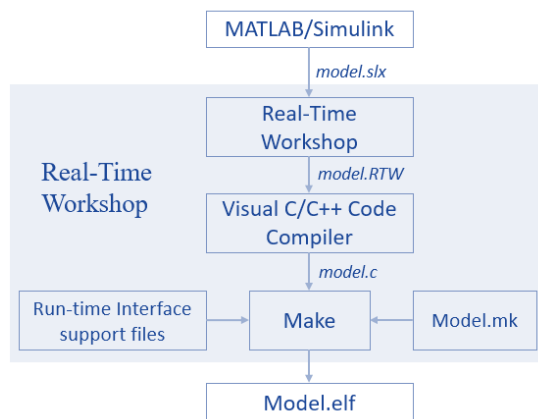 MATLAB/Simulink
model.slx
Real-Time
Workshop
model.RTW
Real-Time
Workshop
Visual C/C++ Code
Compiler
model.c
Run-time Interface
support files
Make
Model.mk
Model.elf